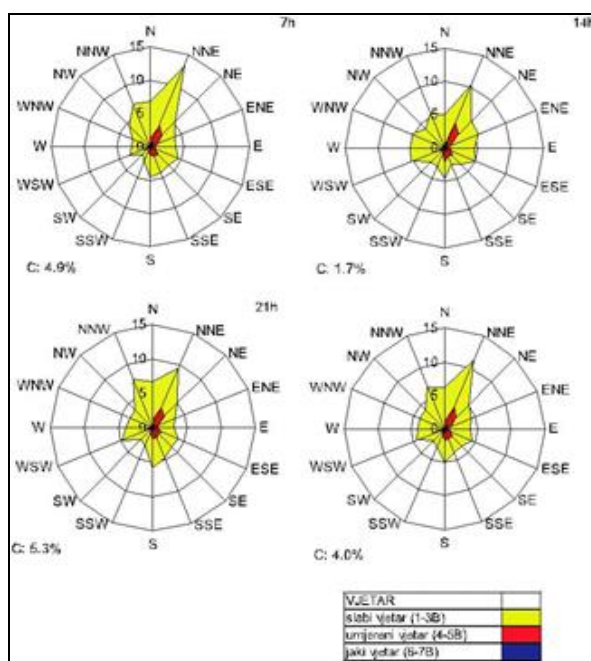 7h
N
NNW
NNE
NW
NE
WNW
ENE
W
E
WSW
ESE
SW
SE
SSW
SSE
S
15
10
5
0
C: 4.9%
14h
N
NNW
NNE
NW
NE
WNW
ENE
W
E
WSW
ESE
SW
SE
SSW
SSE
S
15
10
5
0
C: 1.7%
21h
N
NNW
NNE
NW
NE
WNW
ENE
W
E
WSW
ESE
SW
SE
SSW
SSE
S
15
10
5
0
C: 5.3%
N
NNW
NNE
NW
NE
WNW
ENE
W
E
WSW
ESE
SW
SE
SSW
SSE
S
15
10
5
0
C: 4.0%
VJETAR
slabi vjetar (1-3B)
umjereni vjetar (4-5B)
jaki vjetar (6-7B)